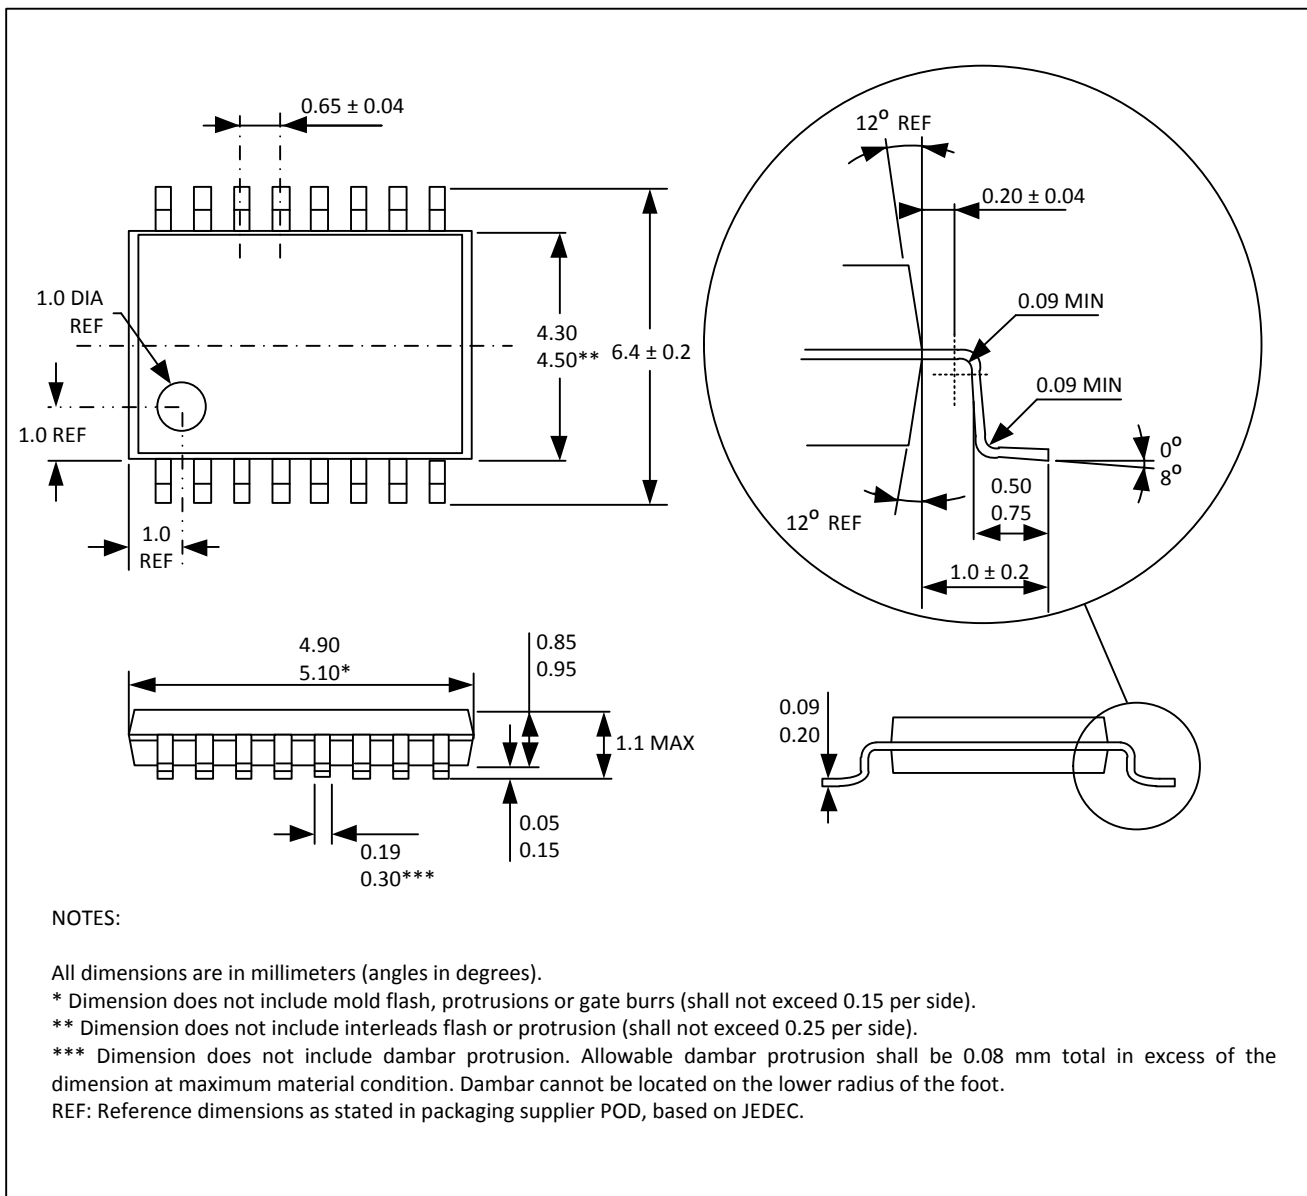 0.65 ± 0.04
1.0 DIA
REF
4.30
4.50**
6.4 ± 0.2
1.0 REF
1.0
REF
12° REF
0.20 ± 0.04
0.09 MIN
0.09 MIN
0°
8°
0.50
0.75
12° REF
1.0 ± 0.2
4.90
5.10*
0.85
0.95
1.1 MAX
0.05
0.15
0.19
0.30***
0.09
0.20
NOTES:
All dimensions are in millimeters (angles in degrees).
* Dimension does not include mold flash, protrusions or gate burrs (shall not exceed 0.15 per side).
** Dimension does not include interleads flash or protrusion (shall not exceed 0.25 per side).
*** Dimension does not include dambar protrusion. Allowable dambar protrusion shall be 0.08 mm total in excess of the
dimension at maximum material condition. Dambar cannot be located on the lower radius of the foot.
REF: Reference dimensions as stated in packaging supplier POD, based on JEDEC.